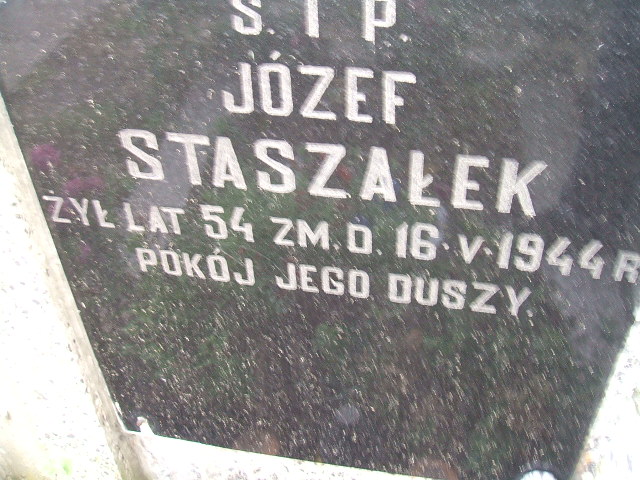 Ś. I P.
JÓZEF
STASZAŁEK
ŻYŁ LAT 54 ZM. D. 16·V·1944 R
POKÓJ JEGO DUSZY.